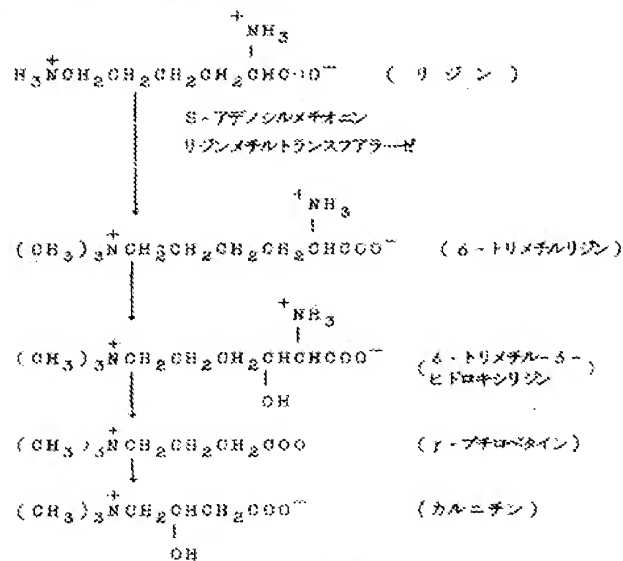 +NH3
H3N+CH2CH2CH2CH2CHCOO− (リジン)
S-アデノシルメチオニン
リジンメチルトランスフアラーゼ
+NH3
(CH3)3N+CH2CH2CH2CH2CHCOO− (δ-トリメチルリジン)
+NH3
(CH3)3N+CH2CH2CH2CHCHCOO− (δ-トリメチル-δ-
ヒドロキシリジン)
OH
(CH3)3N+CH2CH2CH2COO (γ-ブチロベタイン)
(CH3)3N+CH2CHCH2COO− (カルニチン)
OH